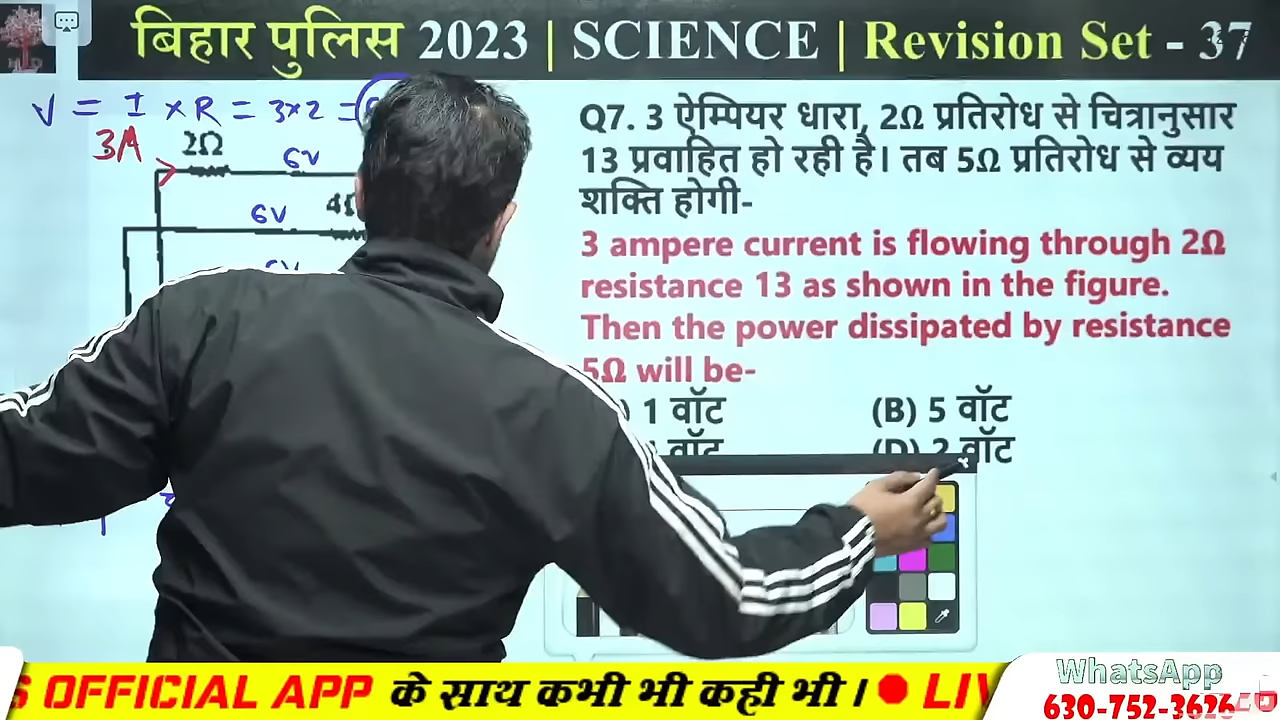 बिहार पुलिस 2023 | SCIENCE | Revision Set - 37
V = I × R = 3×2 =
3A
2Ω
6V
6V
4Ω
6V
Q7. 3 ऐम्पियर धारा, 2Ω प्रतिरोध से चित्रानुसार
13 प्रवाहित हो रही है। तब 5Ω प्रतिरोध से व्यय
शक्ति होगी-
3 ampere current is flowing through 2Ω
resistance 13 as shown in the figure.
Then the power dissipated by resistance
5Ω will be-
1 वॉट
(B) 5 वॉट
वॉट
(D) 2 वॉट
OFFICIAL APP के साथ कभी भी कही भी।
WhatsApp
630-752-3626